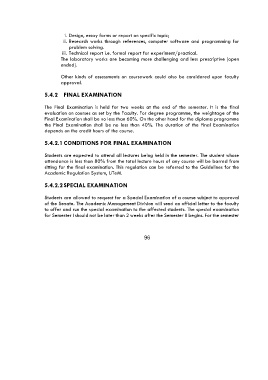 i. Design, essay forms or report on specific topic;
ii. Research works through references, computer software and programming for
problem solving.
iii. Technical report i.e. formal report for experiment/practical.
The laboratory works are becoming more challenging and less prescriptive (open
ended).
Other kinds of assessments on coursework could also be considered upon faculty
approval.
5.4.2 FINAL EXAMINATION
The Final Examination is held for two weeks at the end of the semester. It is the final
evaluation on courses as set by the Faculty. For degree programme, the weightage of the
Final Examination shall be no less than 50%. On the other hand for the diploma programme
the Final Examination shall be no less than 40%. The duration of the Final Examination
depends on the credit hours of the course.
5.4.2.1 CONDITIONS FOR FINAL EXAMINATION
Students are expected to attend all lectures being held in the semester. The student whose
attendance is less than 80% from the total lecture hours of any course will be barred from
sitting for the final examination. This regulation can be referred to the Guidelines for the
Academic Regulation System, UTeM.
5.4.2.2 SPECIAL EXAMINATION
Students are allowed to request for a Special Examination of a course subject to approval
of the Senate. The Academic Management Division will send an official letter to the faculty
to offer and run the special examination to the affected students. The special examination
for Semester I should not be later than 2 weeks after the Semester II begins. For the semester
96